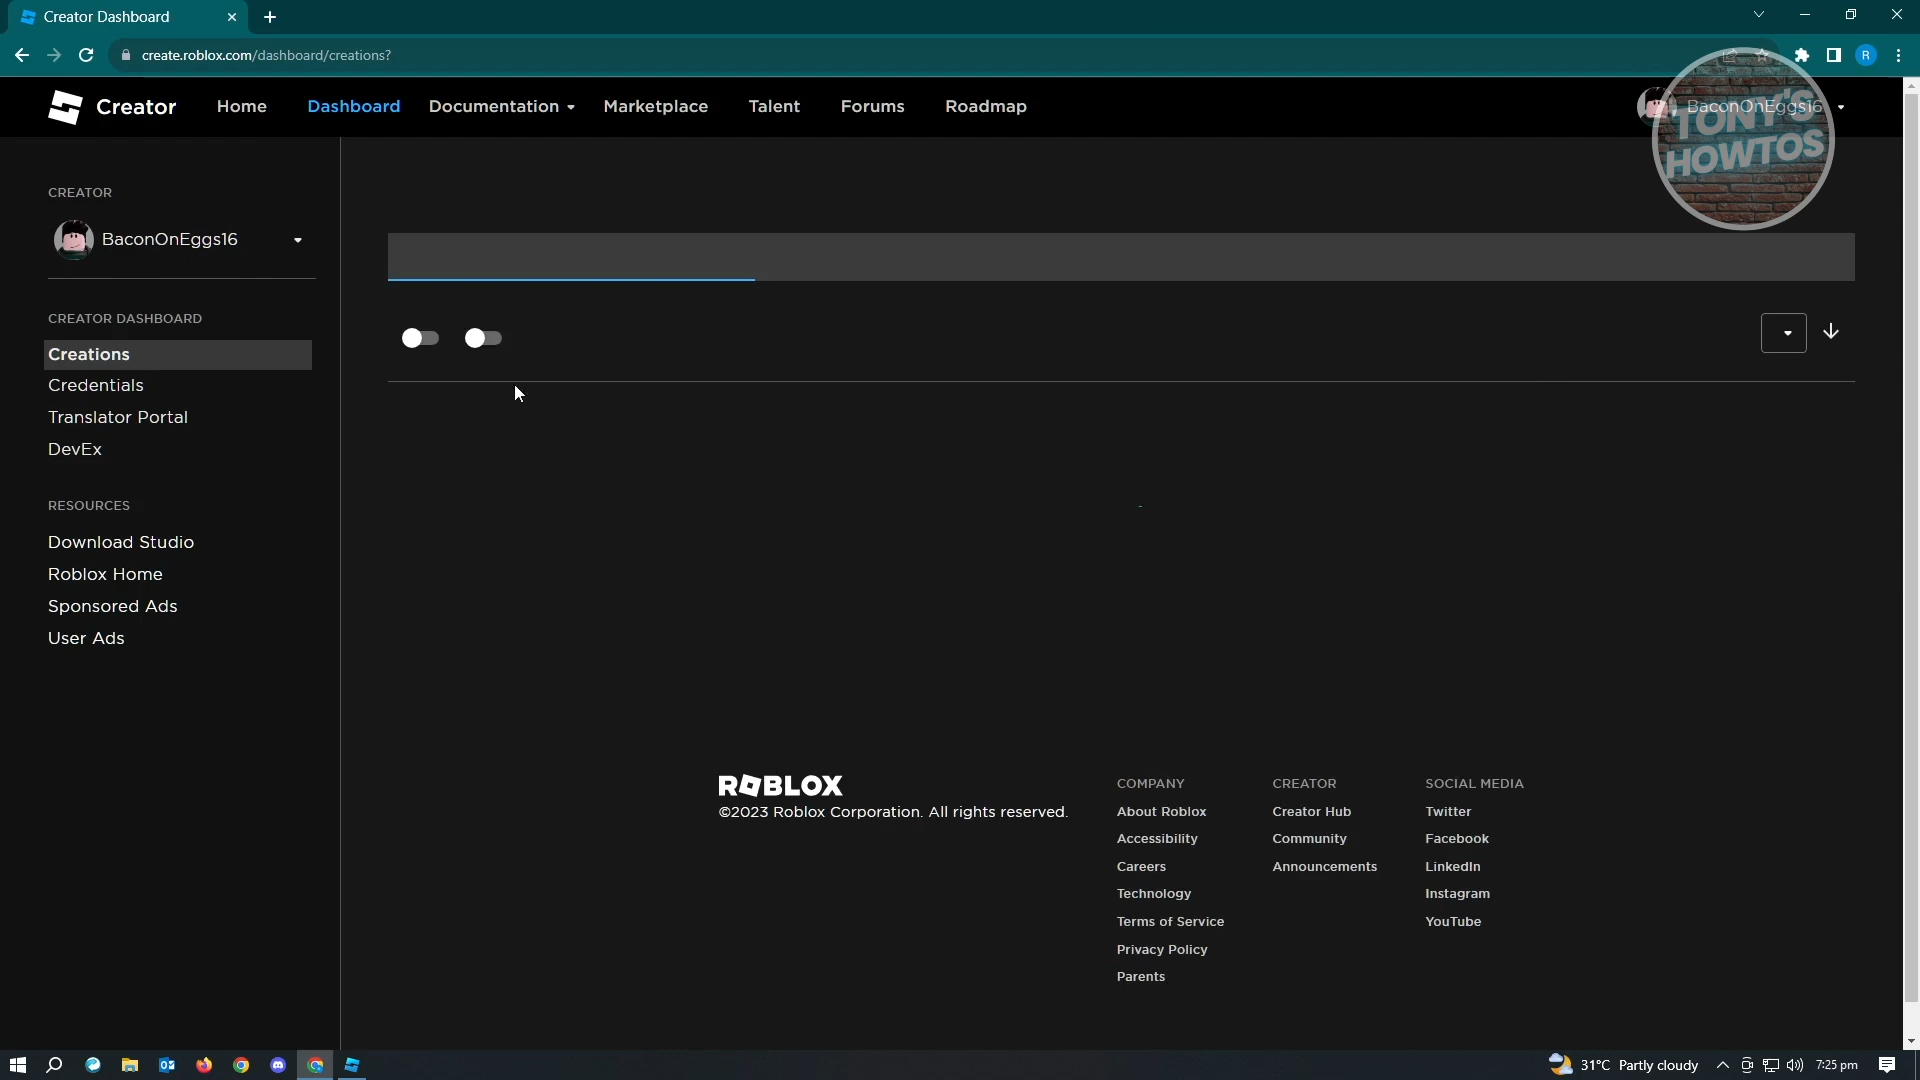 Creator Dashboard
create.roblox.com/dashboard/creations?
R
Creator
Home
Dashboard
Documentation
Marketplace
Talent
Forums
Roadmap
BaconOnEggs16
TONY'S
HOWTOS
CREATOR
BaconOnEggs16
CREATOR DASHBOARD
Creations
Credentials
Translator Portal
DevEx
RESOURCES
Download Studio
Roblox Home
Sponsored Ads
User Ads
ROBLOX
©2023 Roblox Corporation. All rights reserved.
COMPANY
About Roblox
Accessibility
Careers
Technology
Terms of Service
Privacy Policy
Parents
CREATOR
Creator Hub
Community
Announcements
SOCIAL MEDIA
Twitter
Facebook
LinkedIn
Instagram
YouTube
31°C Partly cloudy
7:25 pm